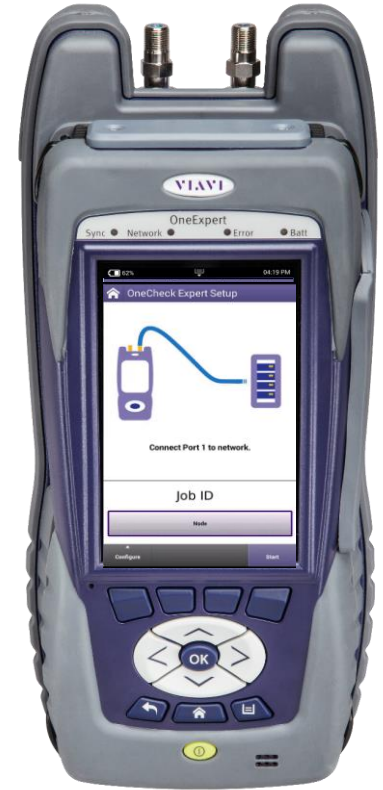 VIAVI
OneExpert
Sync Network Error Batt
82% 04:19 PM
OneCheck Expert Setup
Connect Port 1 to network.
Job ID
Node
Configure Start
OK